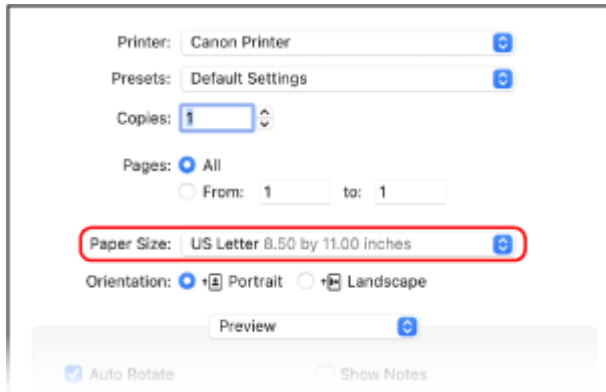 Printer: Canon Printer
Presets: Default Settings
Copies: 1
Pages: All
From: 1 to: 1
Paper Size: US Letter 8.50 by 11.00 inches
Orientation: Portrait Landscape
Preview
Auto Rotate Show Notes